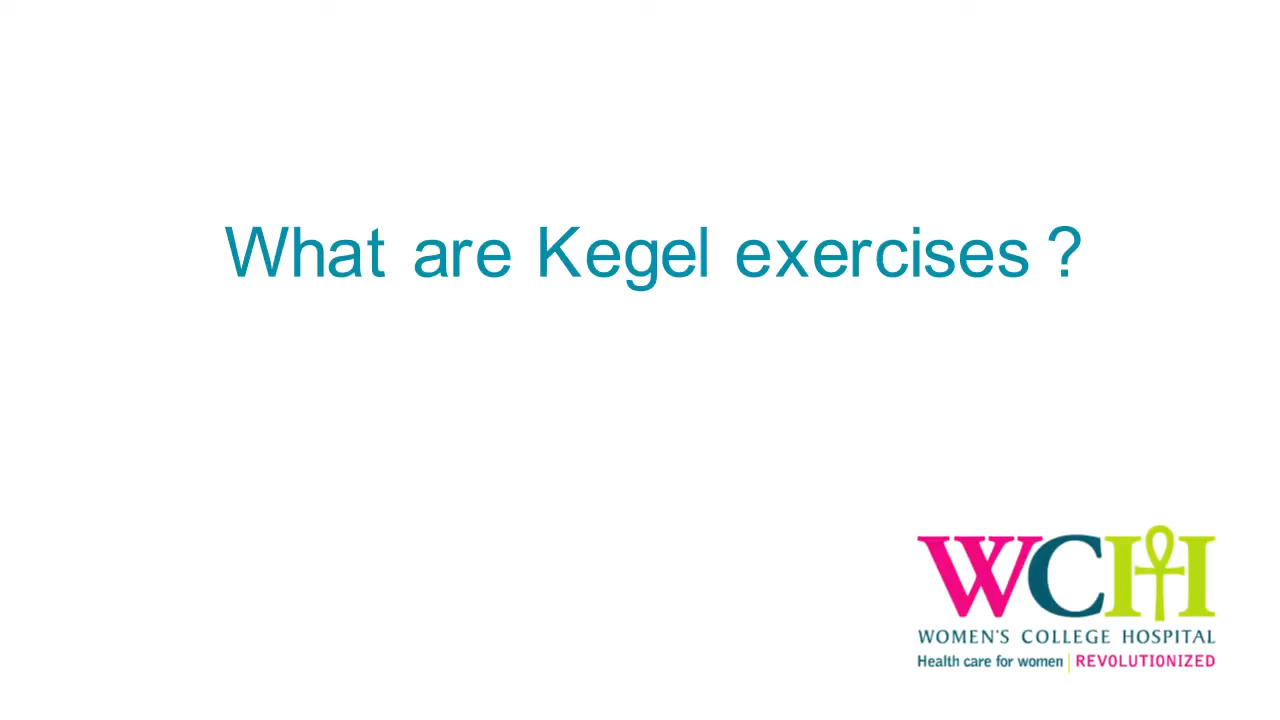 What are Kegel exercises ?
WCH
WOMEN'S COLLEGE HOSPITAL
Health care for women | REVOLUTIONIZED